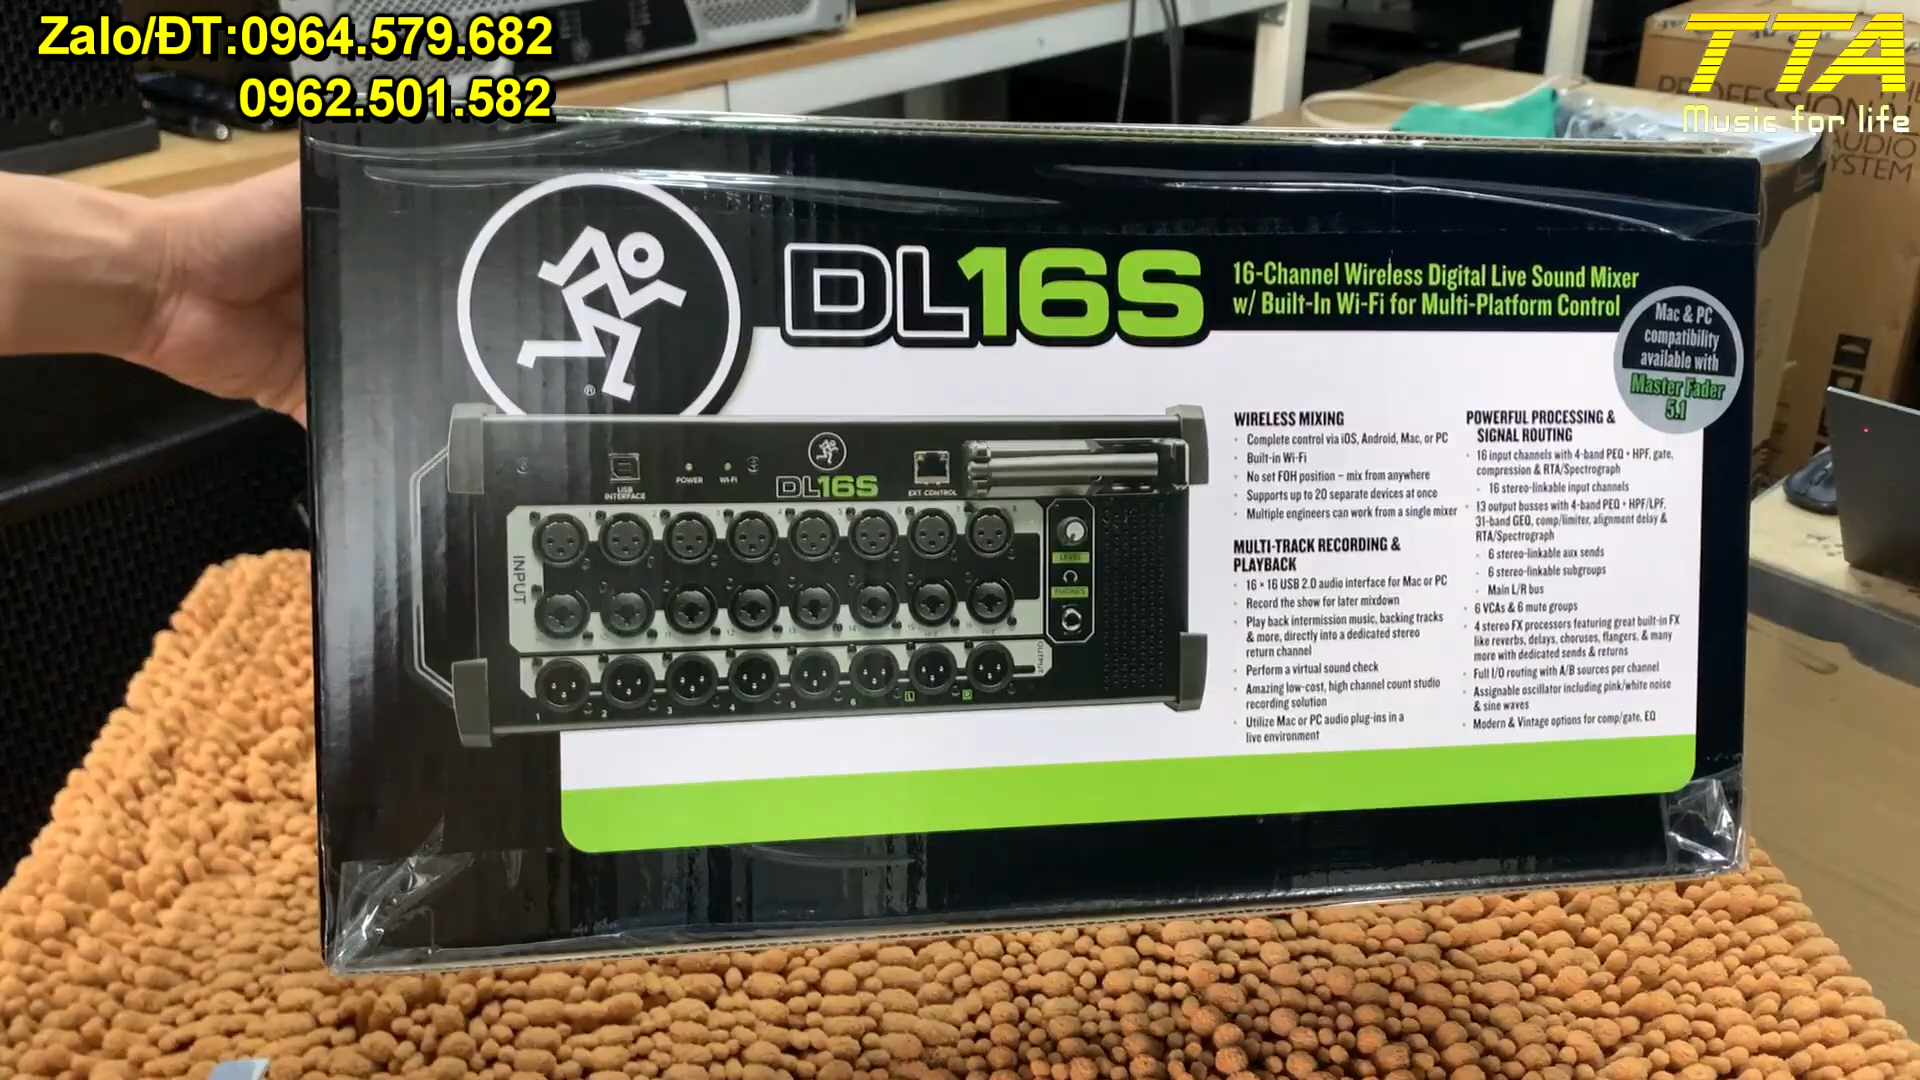 Zalo/ĐT:0964.579.682
0962.501.582
TTA
Music for life
PROFESSIONAL
AUDIO
SYSTEM
DL16S
16-Channel Wireless Digital Live Sound Mixer
w/ Built-In Wi-Fi for Multi-Platform Control
Mac & PC
compatibility
available with
Master Fader
5.1
®
USB
INTERFACE
POWER
WI-FI
DL16S
EXT. CONTROL
INPUT
LEVEL
PHONES
OUTPUT
1 2 3 4 5 6 L R
WIRELESS MIXING
• Complete control via iOS, Android, Mac, or PC
• Built-in Wi-Fi
• No set FOH position – mix from anywhere
• Supports up to 20 separate devices at once
• Multiple engineers can work from a single mixer
MULTI-TRACK RECORDING &
PLAYBACK
• 16 × 16 USB 2.0 audio interface for Mac or PC
• Record the show for later mixdown
• Play back intermission music, backing tracks
& more, directly into a dedicated stereo
return channel
• Perform a virtual sound check
• Amazing low-cost, high channel count studio
recording solution
• Utilize Mac or PC audio plug-ins in a
live environment
POWERFUL PROCESSING &
SIGNAL ROUTING
• 16 input channels with 4-band PEQ + HPF, gate,
compression & RTA/Spectrograph
• 16 stereo-linkable input channels
• 13 output busses with 4-band PEQ + HPF/LPF,
31-band GEQ, comp/limiter, alignment delay &
RTA/Spectrograph
• 6 stereo-linkable aux sends
• 6 stereo-linkable subgroups
• Main L/R bus
• 6 VCAs & 6 mute groups
• 4 stereo FX processors featuring great built-in FX
like reverbs, delays, choruses, flangers, & many
more with dedicated sends & returns
• Full I/O routing with A/B sources per channel
• Assignable oscillator including pink/white noise
& sine waves
• Modern & Vintage options for comp/gate, EQ